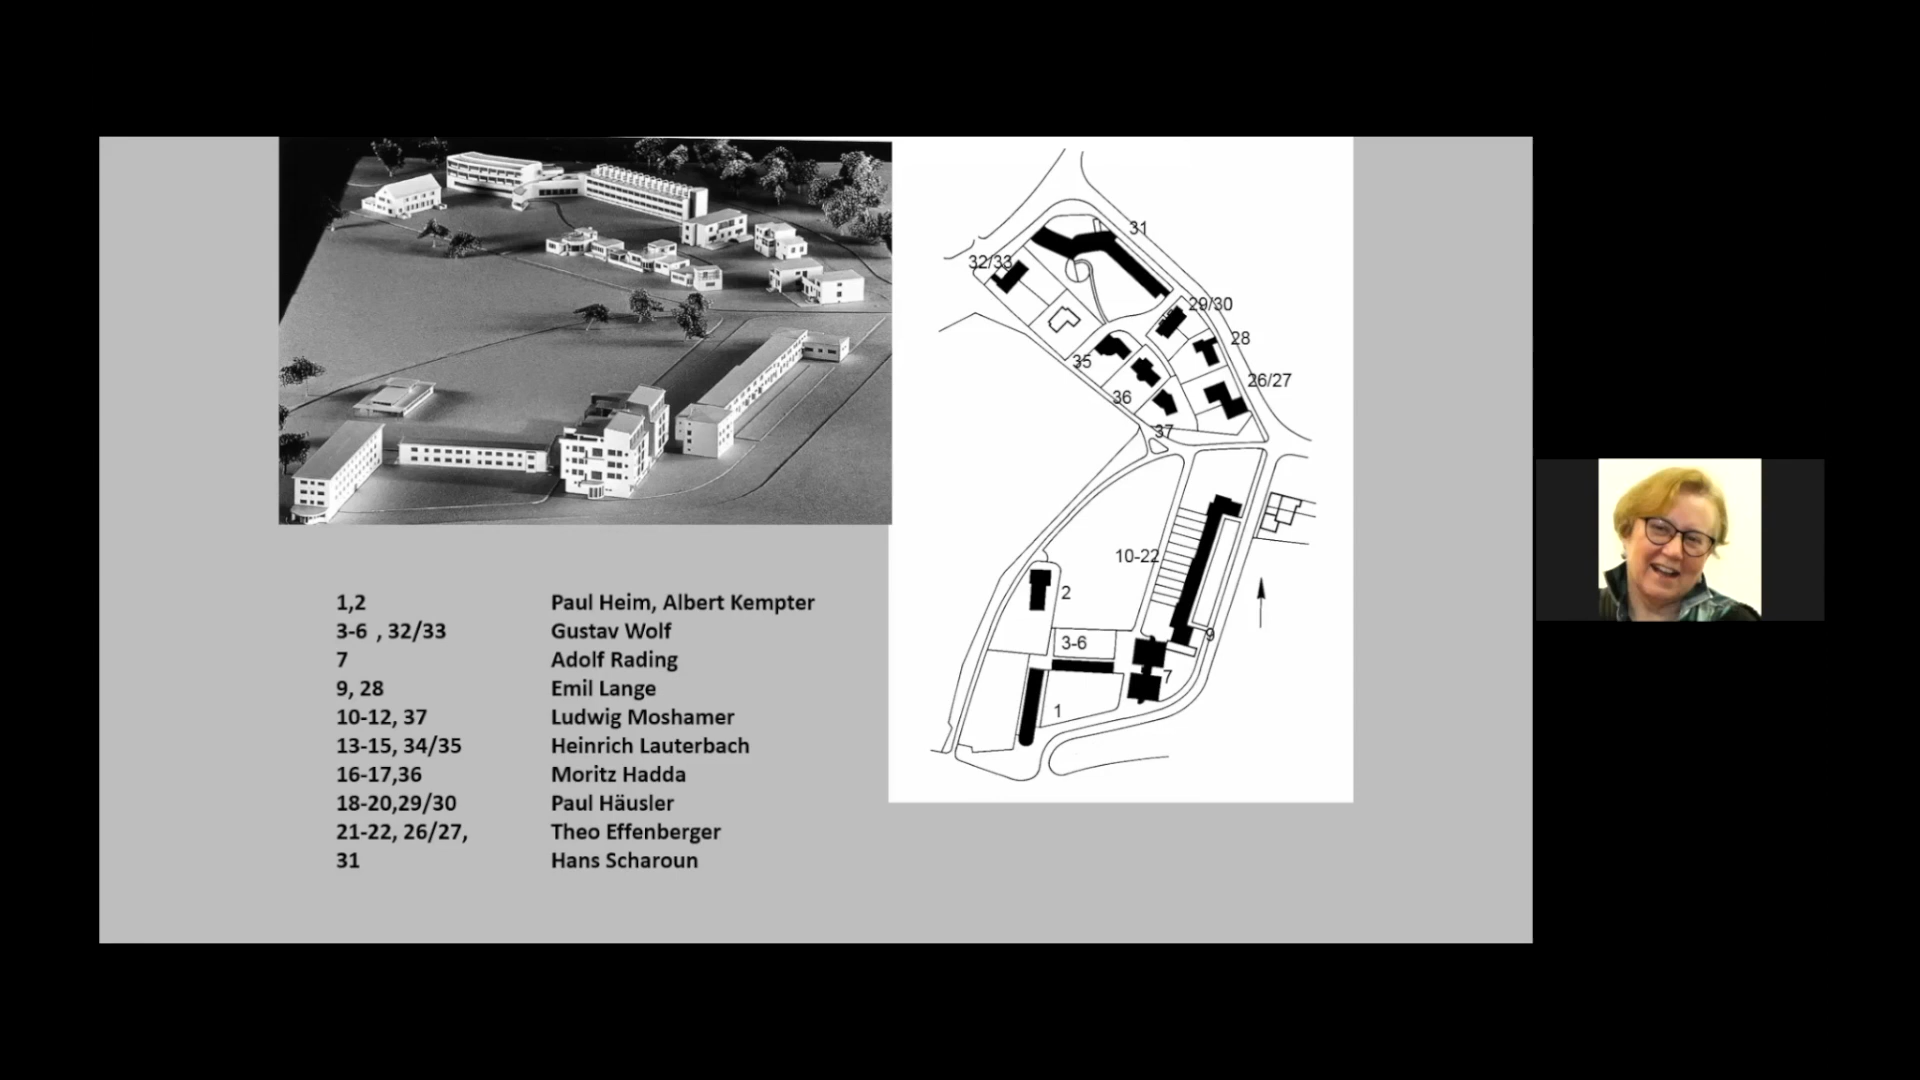 31
32/33
29/30
28
35
26/27
36
37
10-22
2
9
3-6
7
1
1,2 Paul Heim, Albert Kempter
3-6 , 32/33 Gustav Wolf
7 Adolf Rading
9, 28 Emil Lange
10-12, 37 Ludwig Moshamer
13-15, 34/35 Heinrich Lauterbach
16-17,36 Moritz Hadda
18-20,29/30 Paul Häusler
21-22, 26/27, Theo Effenberger
31 Hans Scharoun